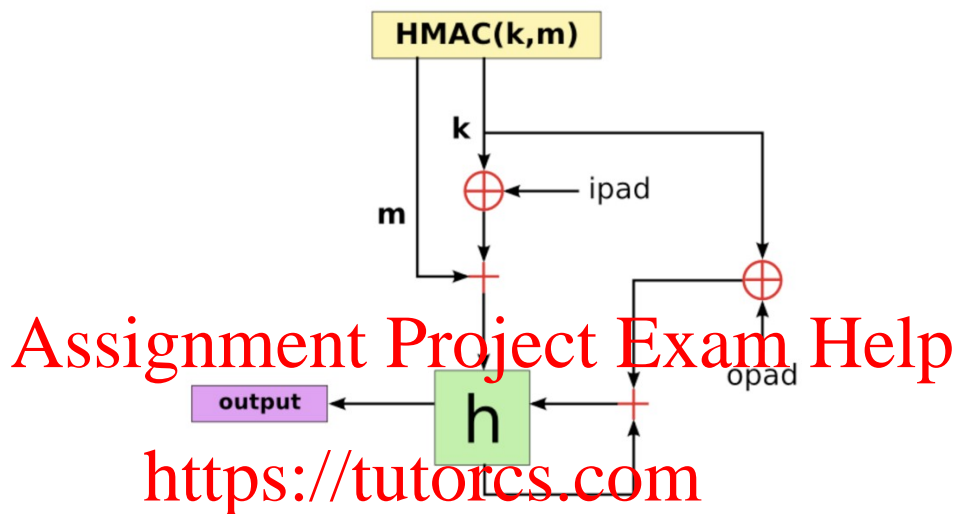 HMAC(k,m)
k
ipad
m
Assignment Project Exam Help
opad
output
h
https://tutorcs.com